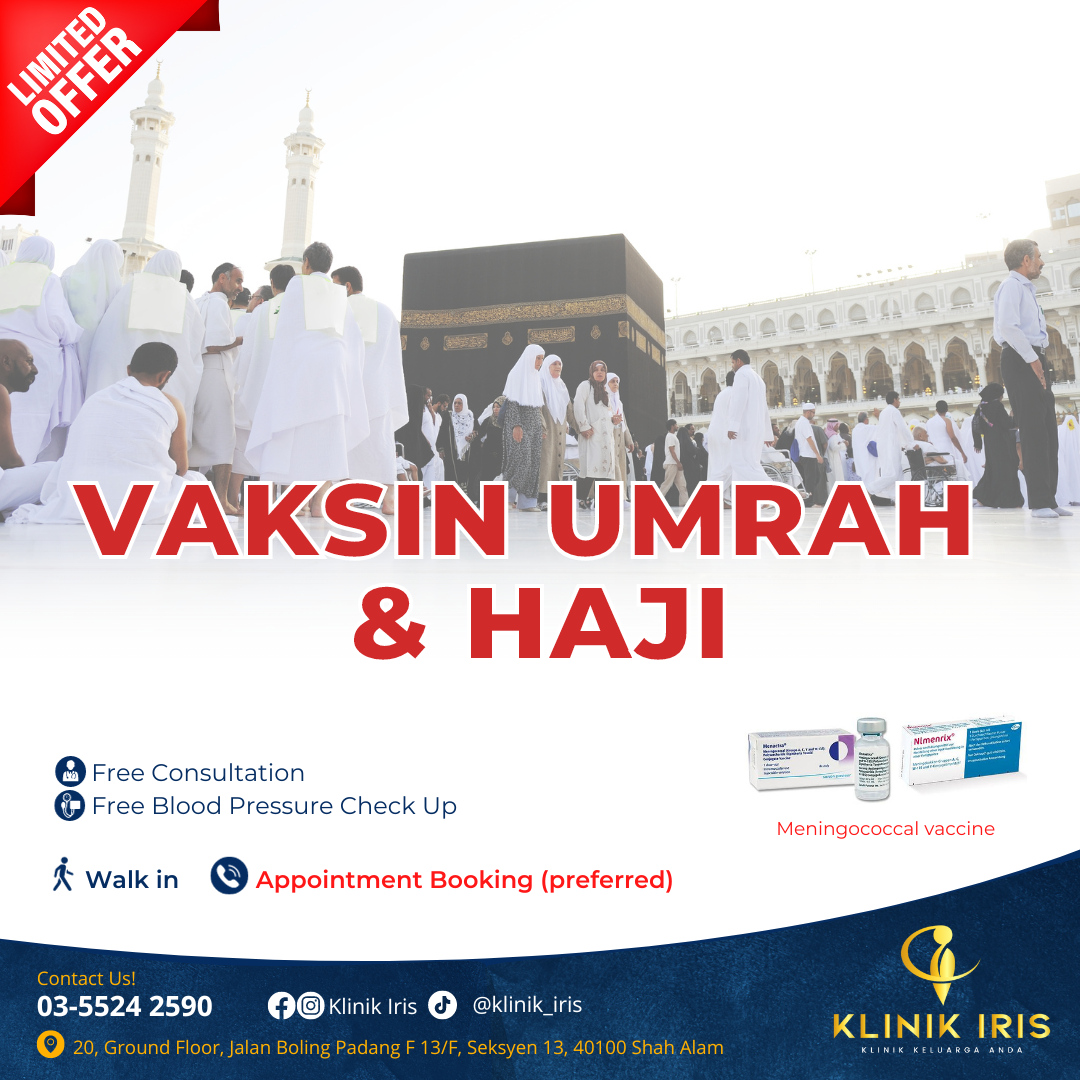 LIMITED
OFFER
VAKSIN UMRAH
& HAJI
Free Consultation
Free Blood Pressure Check Up
Walk in
Appointment Booking (preferred)
Menactra®
Nimenrix®
Meningococcal vaccine
Contact Us!
03-5524 2590
Klinik Iris
@klinik_iris
20, Ground Floor, Jalan Boling Padang F 13/F, Seksyen 13, 40100 Shah Alam
KLINIK IRIS
KLINIK KELUARGA ANDA